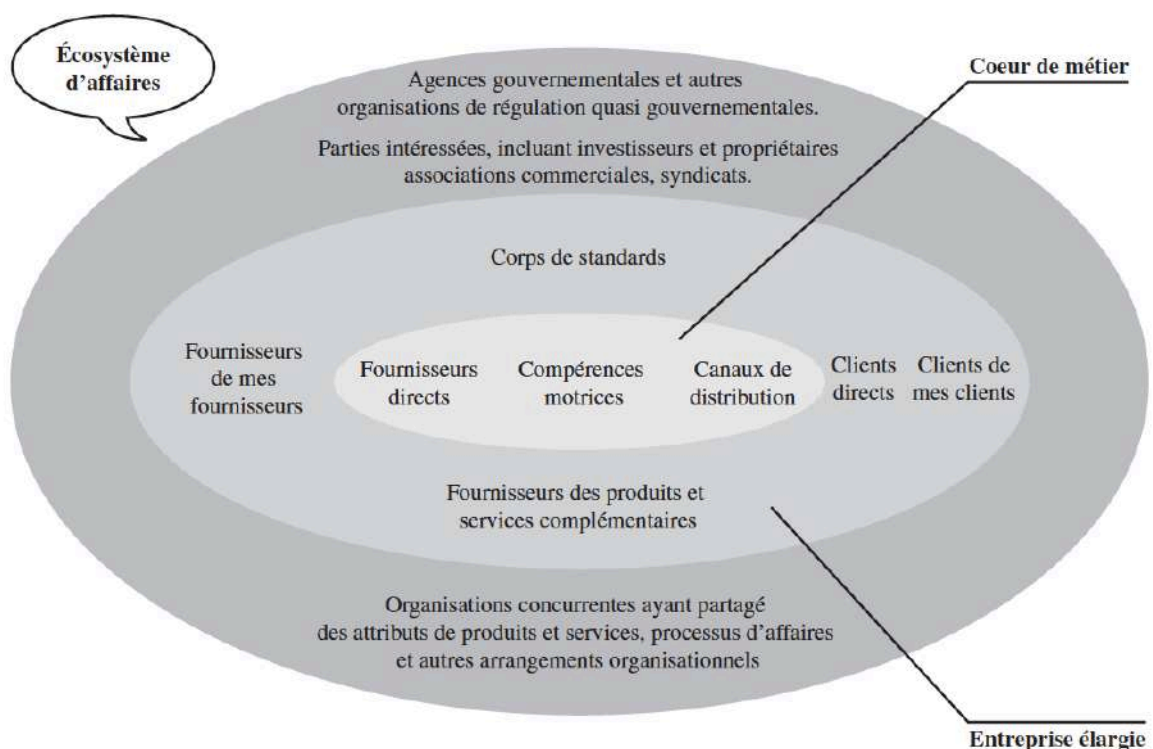 Écosystème
d'affaires
Coeur de métier
Agences gouvernementales et autres
organisations de régulation quasi gouvernementales.
Parties intéressées, incluant investisseurs et propriétaires
associations commerciales, syndicats.
Corps de standards
Fournisseurs
de mes
fournisseurs
Fournisseurs
directs
Compérences
motrices
Canaux de
distribution
Clients
directs
Clients de
mes clients
Fournisseurs des produits et
services complémentaires
Organisations concurrentes ayant partagé
des attributs de produits et services, processus d'affaires
et autres arrangements organisationnels
Entreprise élargie